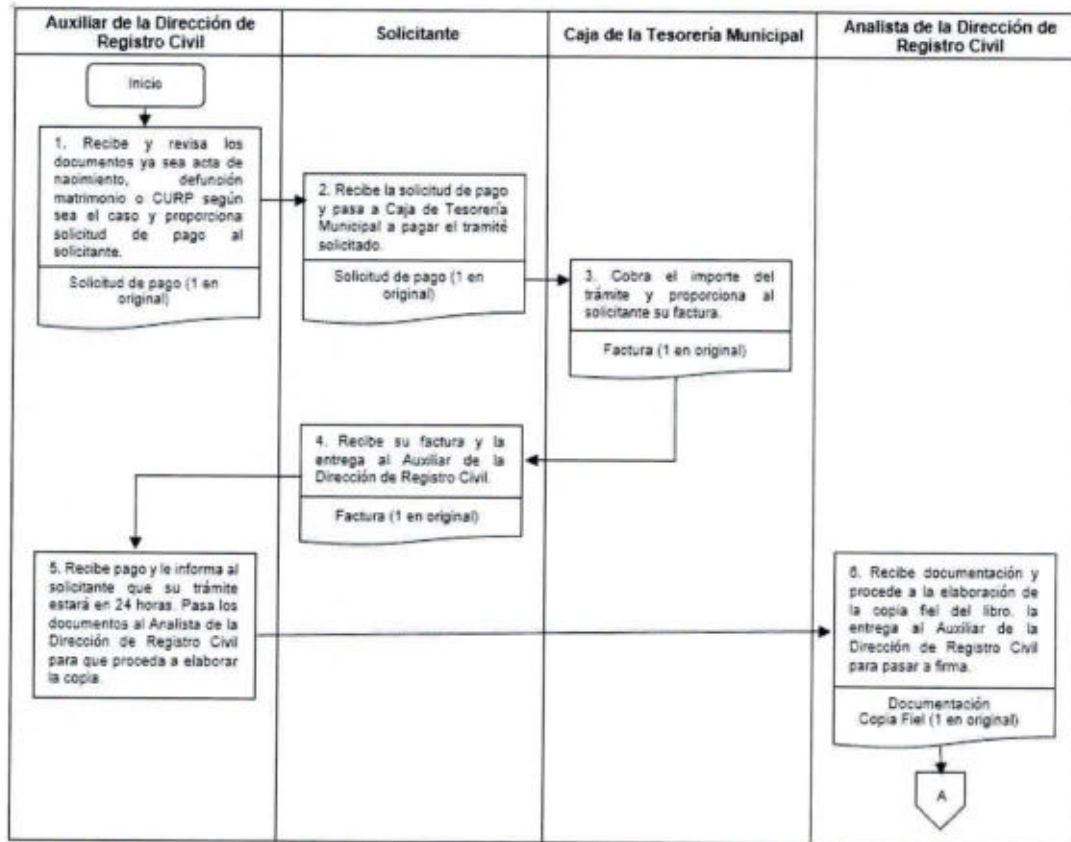 Auxiliar de la Dirección de
Registro Civil
Solicitante
Caja de la Tesorería Municipal
Analista de la Dirección de
Registro Civil
Inicio
1. Recibe y revisa los
documentos ya sea acta de
nacimiento, defunción
matrimonio o CURP según
sea el caso y proporciona
solicitud de pago al
solicitante.
Solicitud de pago (1 en
original)
2. Recibe la solicitud de pago
y pasa a Caja de Tesorería
Municipal a pagar el tramité
solicitado.
Solicitud de pago (1 en
original)
3. Cobra el importe del
trámite y proporciona al
solicitante su factura.
Factura (1 en original)
4. Recibe su factura y la
entrega al Auxiliar de la
Dirección de Registro Civil.
Factura (1 en original)
5. Recibe pago y le informa al
solicitante que su trámite
estará en 24 horas. Pasa los
documentos al Analista de la
Dirección de Registro Civil
para que proceda a elaborar
la copia.
6. Recibe documentación y
procede a la elaboración de
la copia fiel del libro, la
entrega al Auxiliar de la
Dirección de Registro Civil
para pasar a firma.
Documentación
Copia Fiel (1 en original)
A